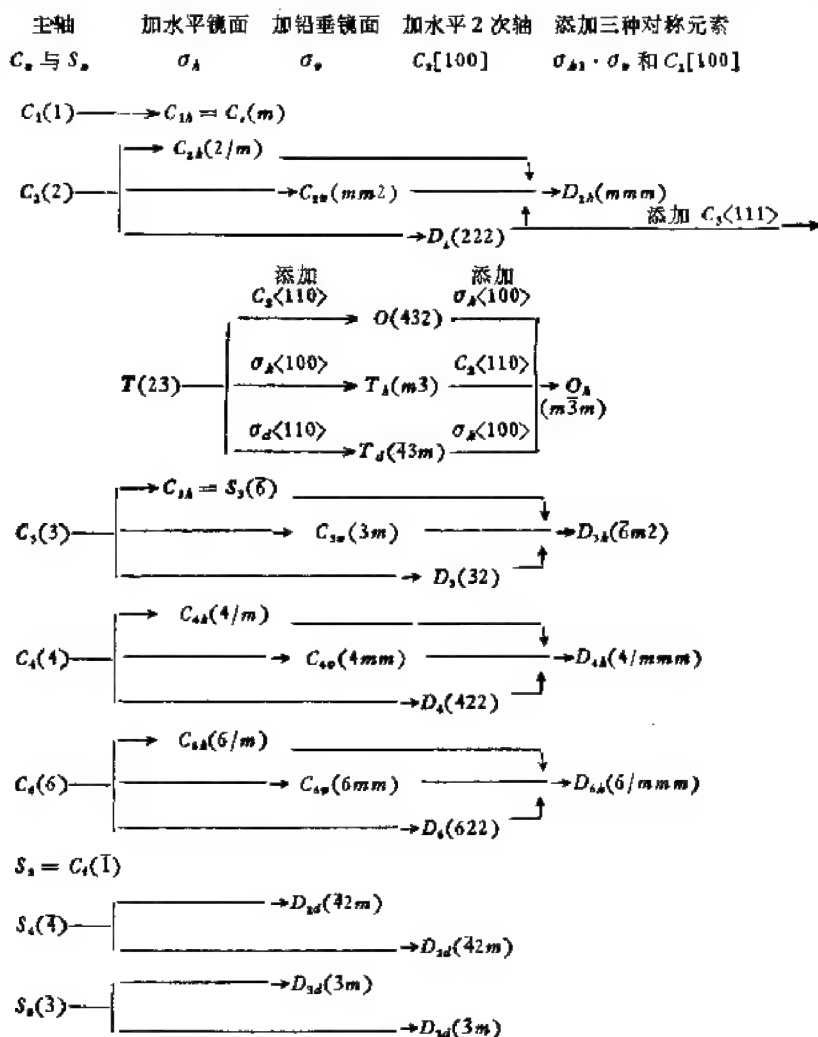 主轴 加水平镜面 加铅垂镜面 加水平2次轴 添加三种对称元素
Cₙ与Sₙ σₕ σᵥ C₂[100] σₕ₁·σᵥ和C₂[100]
C₁(1) C₁ₕ = Cₛ(m)
C₂ₕ(2/m)
C₂(2) C₂ᵥ(mm2) D₂ₕ(mmm)
添加 C₃<111>
D₂(222)
添加 添加
C₂<110> σₕ<100>
O(432)
σₕ<100> C₂<110>
T(23) Tₕ(m3) Oₕ
(m3̄m)
σd<110> σₕ<100>
Td(4̄3m)
C₃ₕ = S₃(6̄)
C₃(3) C₃ᵥ(3m) D₃ₕ(6̄m2)
D₃(32)
C₄ₕ(4/m)
C₄(4) C₄ᵥ(4mm) D₄ₕ(4/mmm)
D₄(422)
C₆ₕ(6/m)
C₆(6) C₆ᵥ(6mm) D₆ₕ(6/mmm)
D₆(622)
S₂ = Cᵢ(1̄)
D₂d(4̄2m)
S₄(4̄)
D₂d(4̄2m)
D₃d(3̄m)
(3)
D₃d(3̄m)